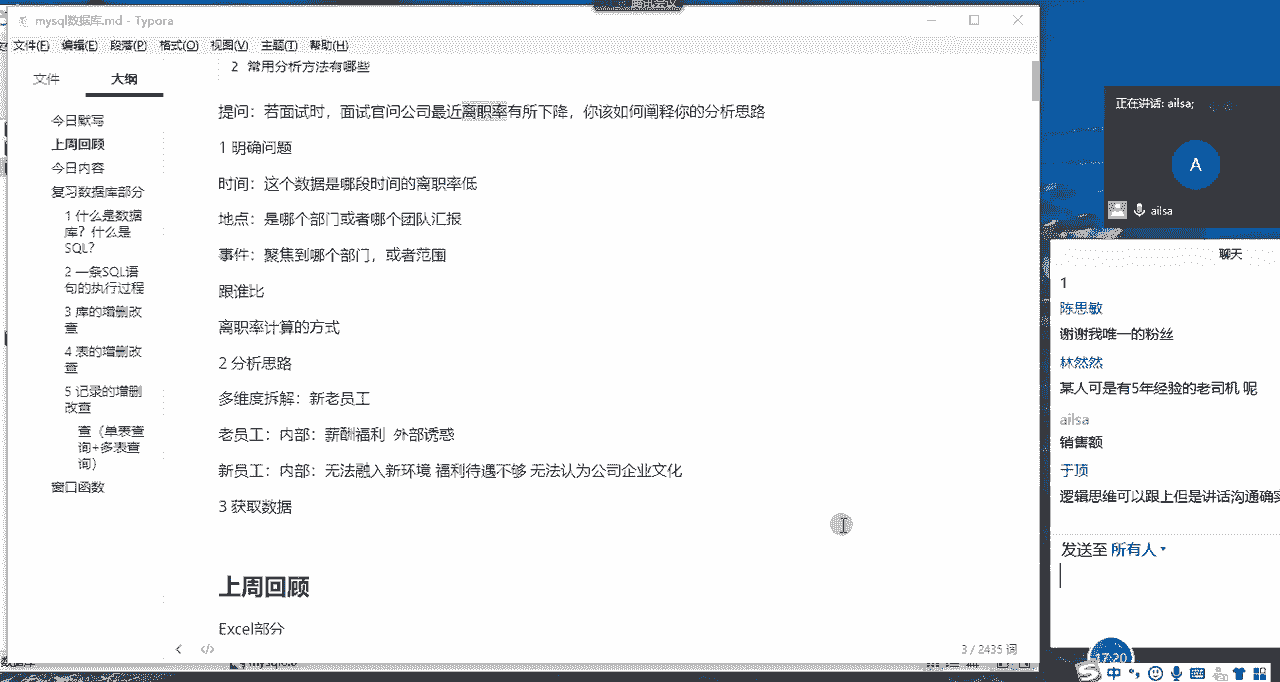 腾讯会议
mysql数据库.md - Typora
文件(F) 编辑(E) 段落(P) 格式(O) 视图(V) 主题(T) 帮助(H)
文件 大纲
今日默写
上周回顾
今日内容
复习数据库部分
1 什么是数据
库？什么是
SQL？
2 一条SQL语
句的执行过程
3 库的增删改
查
4 表的增删改
查
5 记录的增删
改查
查（单表查
询+多表查
询）
窗口函数
2 常用分析方法有哪些
提问：若面试时，面试官问公司最近离职率有所下降，你该如何阐释你的分析思路
1 明确问题
时间：这个数据是哪段时间的离职率低
地点：是哪个部门或者哪个团队汇报
事件：聚焦到哪个部门，或者范围
跟谁比
离职率计算的方式
2 分析思路
多维度拆解：新老员工
老员工：内部：薪酬福利 外部诱惑
新员工：内部：无法融入新环境 福利待遇不够 无法认为公司企业文化
3 获取数据
上周回顾
Excel部分
3 / 2435 词
正在讲话: ailsa;
A
ailsa
聊天
1
陈思敏
谢谢我唯一的粉丝
林然然
某人可是有5年经验的老司机 呢
ailsa
销售额
于顶
逻辑思维可以跟上但是讲话沟通确实
发送至 所有人
17:20
中